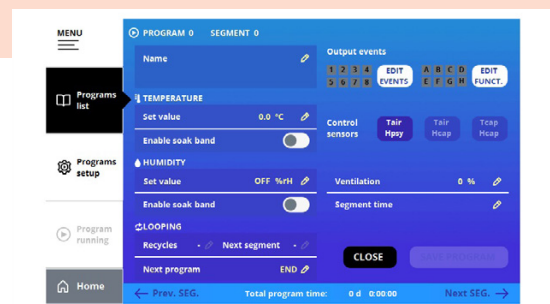 MENU
Programs list
Programs setup
Program running
Home
PROGRAM 0 SEGMENT 0
Name
TEMPERATURE
Set value 0.0 °C
Enable soak band
HUMIDITY
Set value OFF %rH
Enable soak band
LOOPING
Recycles - Next segment -
Next program END
Output events
1 2 3 4 EDIT A B C D EDIT
5 6 7 8 EVENTS E F G H FUNCT.
Control sensors
Tair Hpsy
Tair Hcap
Tcap Hcap
Ventilation 0 %
Segment time
CLOSE SAVE PROGRAM
← Prev. SEG. Total program time: 0 d 0:00:00 Next SEG. →